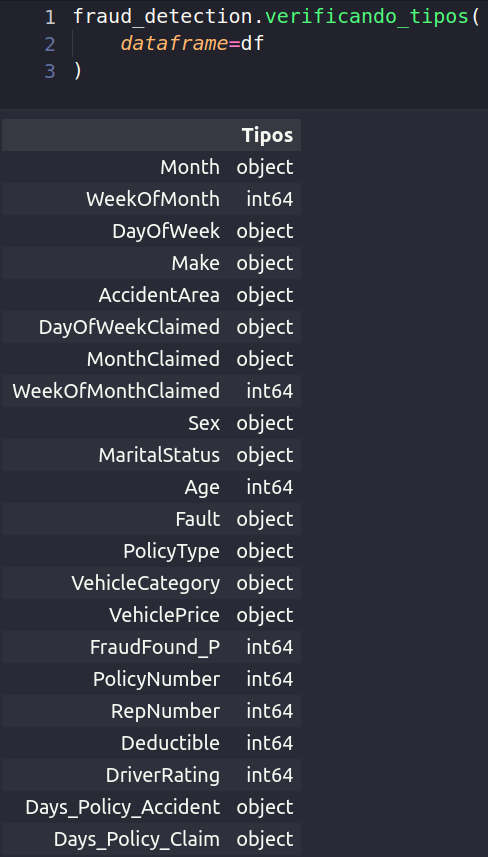 1 fraud_detection.verificando_tipos(
2 dataframe=df
3 )
Tipos
Month object
WeekOfMonth int64
DayOfWeek object
Make object
AccidentArea object
DayOfWeekClaimed object
MonthClaimed object
WeekOfMonthClaimed int64
Sex object
MaritalStatus object
Age int64
Fault object
PolicyType object
VehicleCategory object
VehiclePrice object
FraudFound_P int64
PolicyNumber int64
RepNumber int64
Deductible int64
DriverRating int64
Days_Policy_Accident object
Days_Policy_Claim object